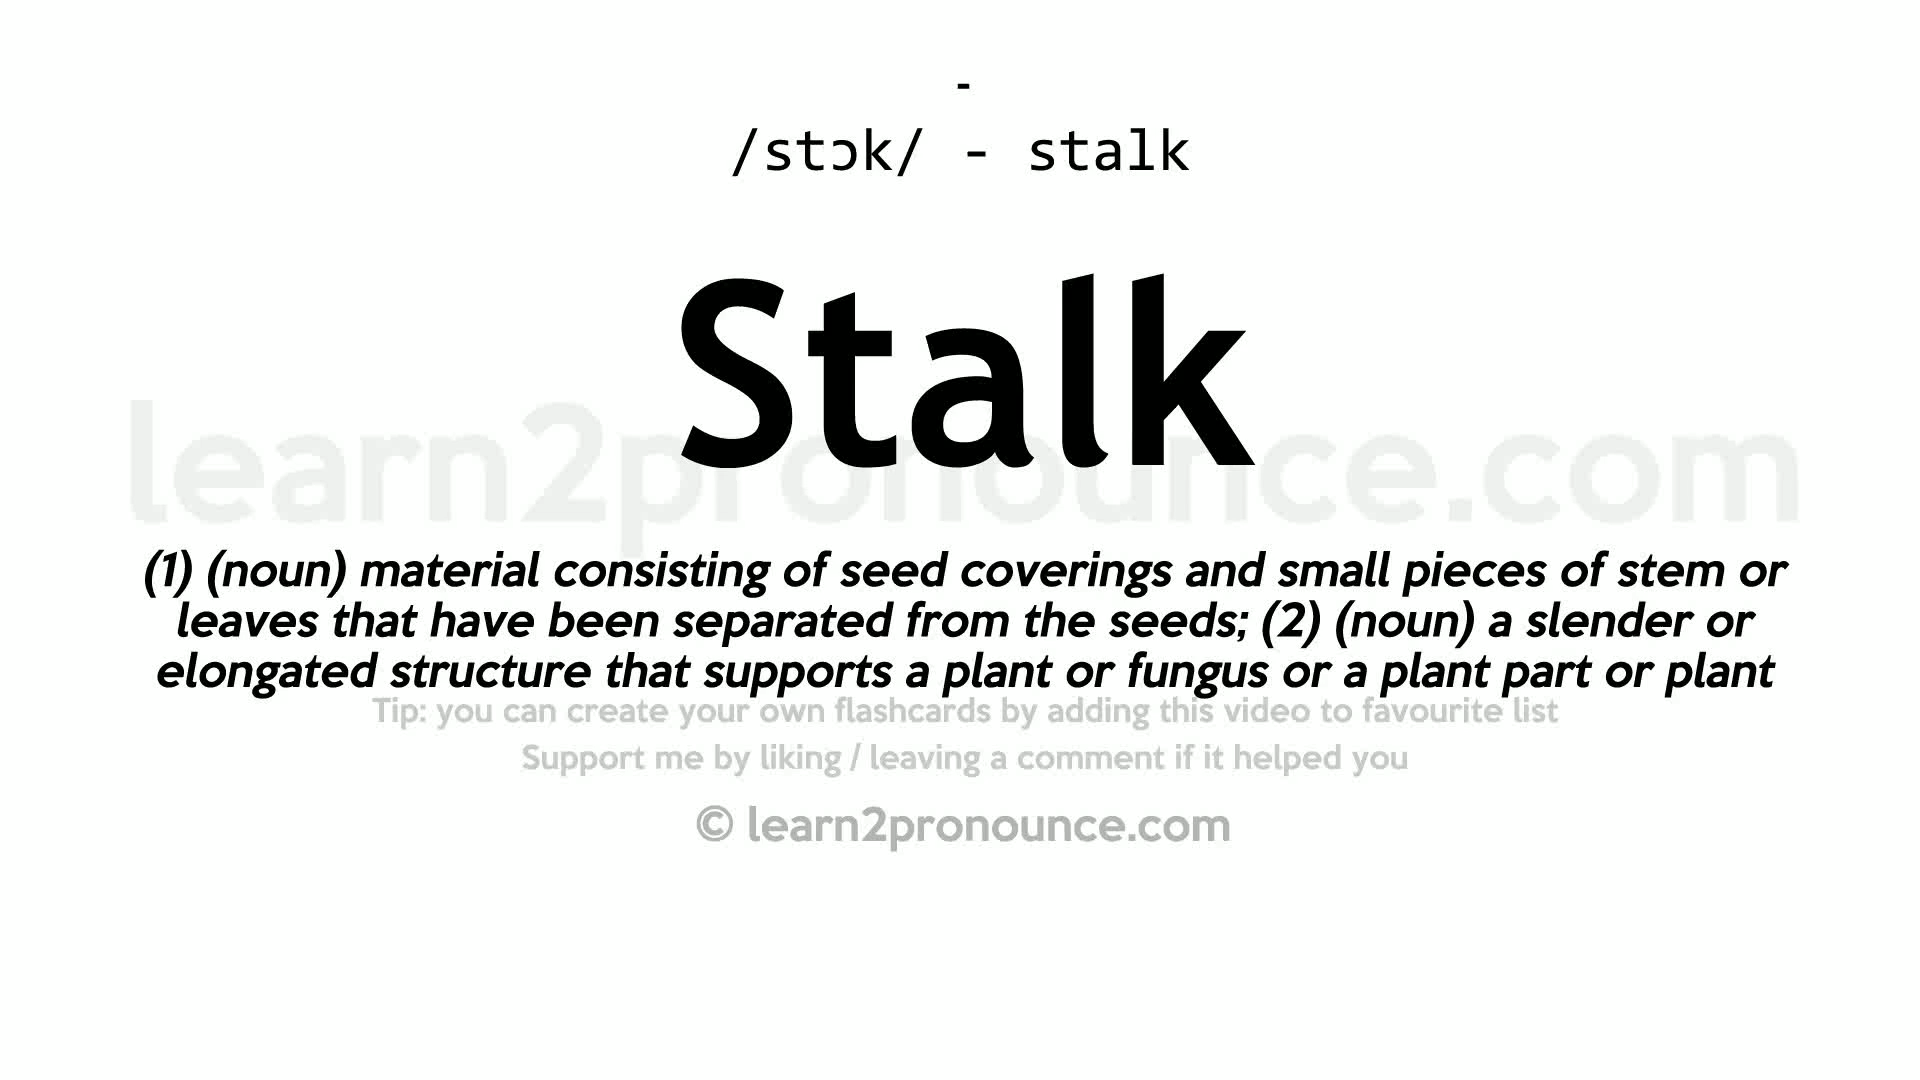 -
/stɔk/ - stalk
Stalk
learn2pronounce.com
(1) (noun) material consisting of seed coverings and small pieces of stem or
leaves that have been separated from the seeds; (2) (noun) a slender or
elongated structure that supports a plant or fungus or a plant part or plant
Tip: you can create your own flashcards by adding this video to favourite list
Support me by liking / leaving a comment if it helped you
© learn2pronounce.com